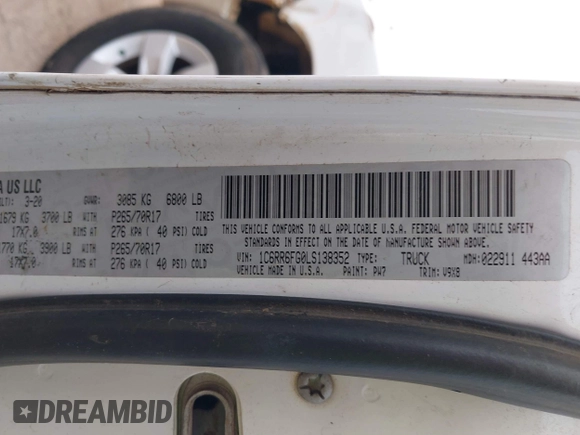 A US LLC
3-20 GVWR: 3085 KG 6800 LB
1679 KG 3700 LB WITH P265/70R17 TIRES
17X7.0 RIMS AT 276 KPA ( 40 PSI) COLD
1770 KG 3900 LB WITH P265/70R17 TIRES
17X7.0 RIMS AT 276 KPA ( 40 PSI) COLD
THIS VEHICLE CONFORMS TO ALL APPLICABLE U.S.A. FEDERAL MOTOR VEHICLE SAFETY
STANDARDS IN EFFECT ON THE DATE OF MANUFACTURE SHOWN ABOVE.
VIN: 1C6RR6FG0LS139352 TYPE: TRUCK MDH: 022911 443AA
VEHICLE MADE IN U.S.A. PAINT: PW7 TRIM: V9X8
DREAMBID